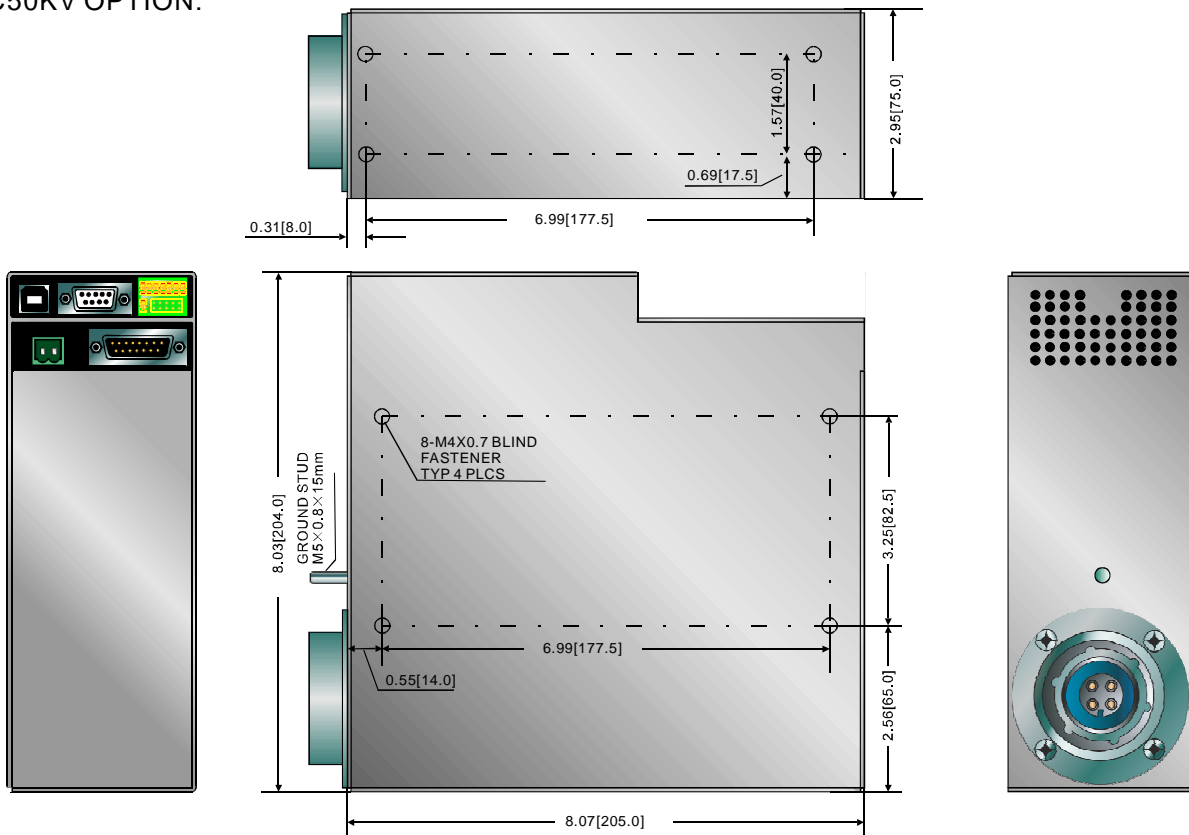 C50KV OPTION.
1.57[40.0]
2.95[75.0]
0.69[17.5]
6.99[177.5]
0.31[8.0]
8.03[204.0]
GROUND STUD
M5×0.8×15mm
8-M4X0.7 BLIND
FASTENER
TYP 4 PLCS
3.25[82.5]
6.99[177.5]
0.55[14.0]
2.56[65.0]
8.07[205.0]